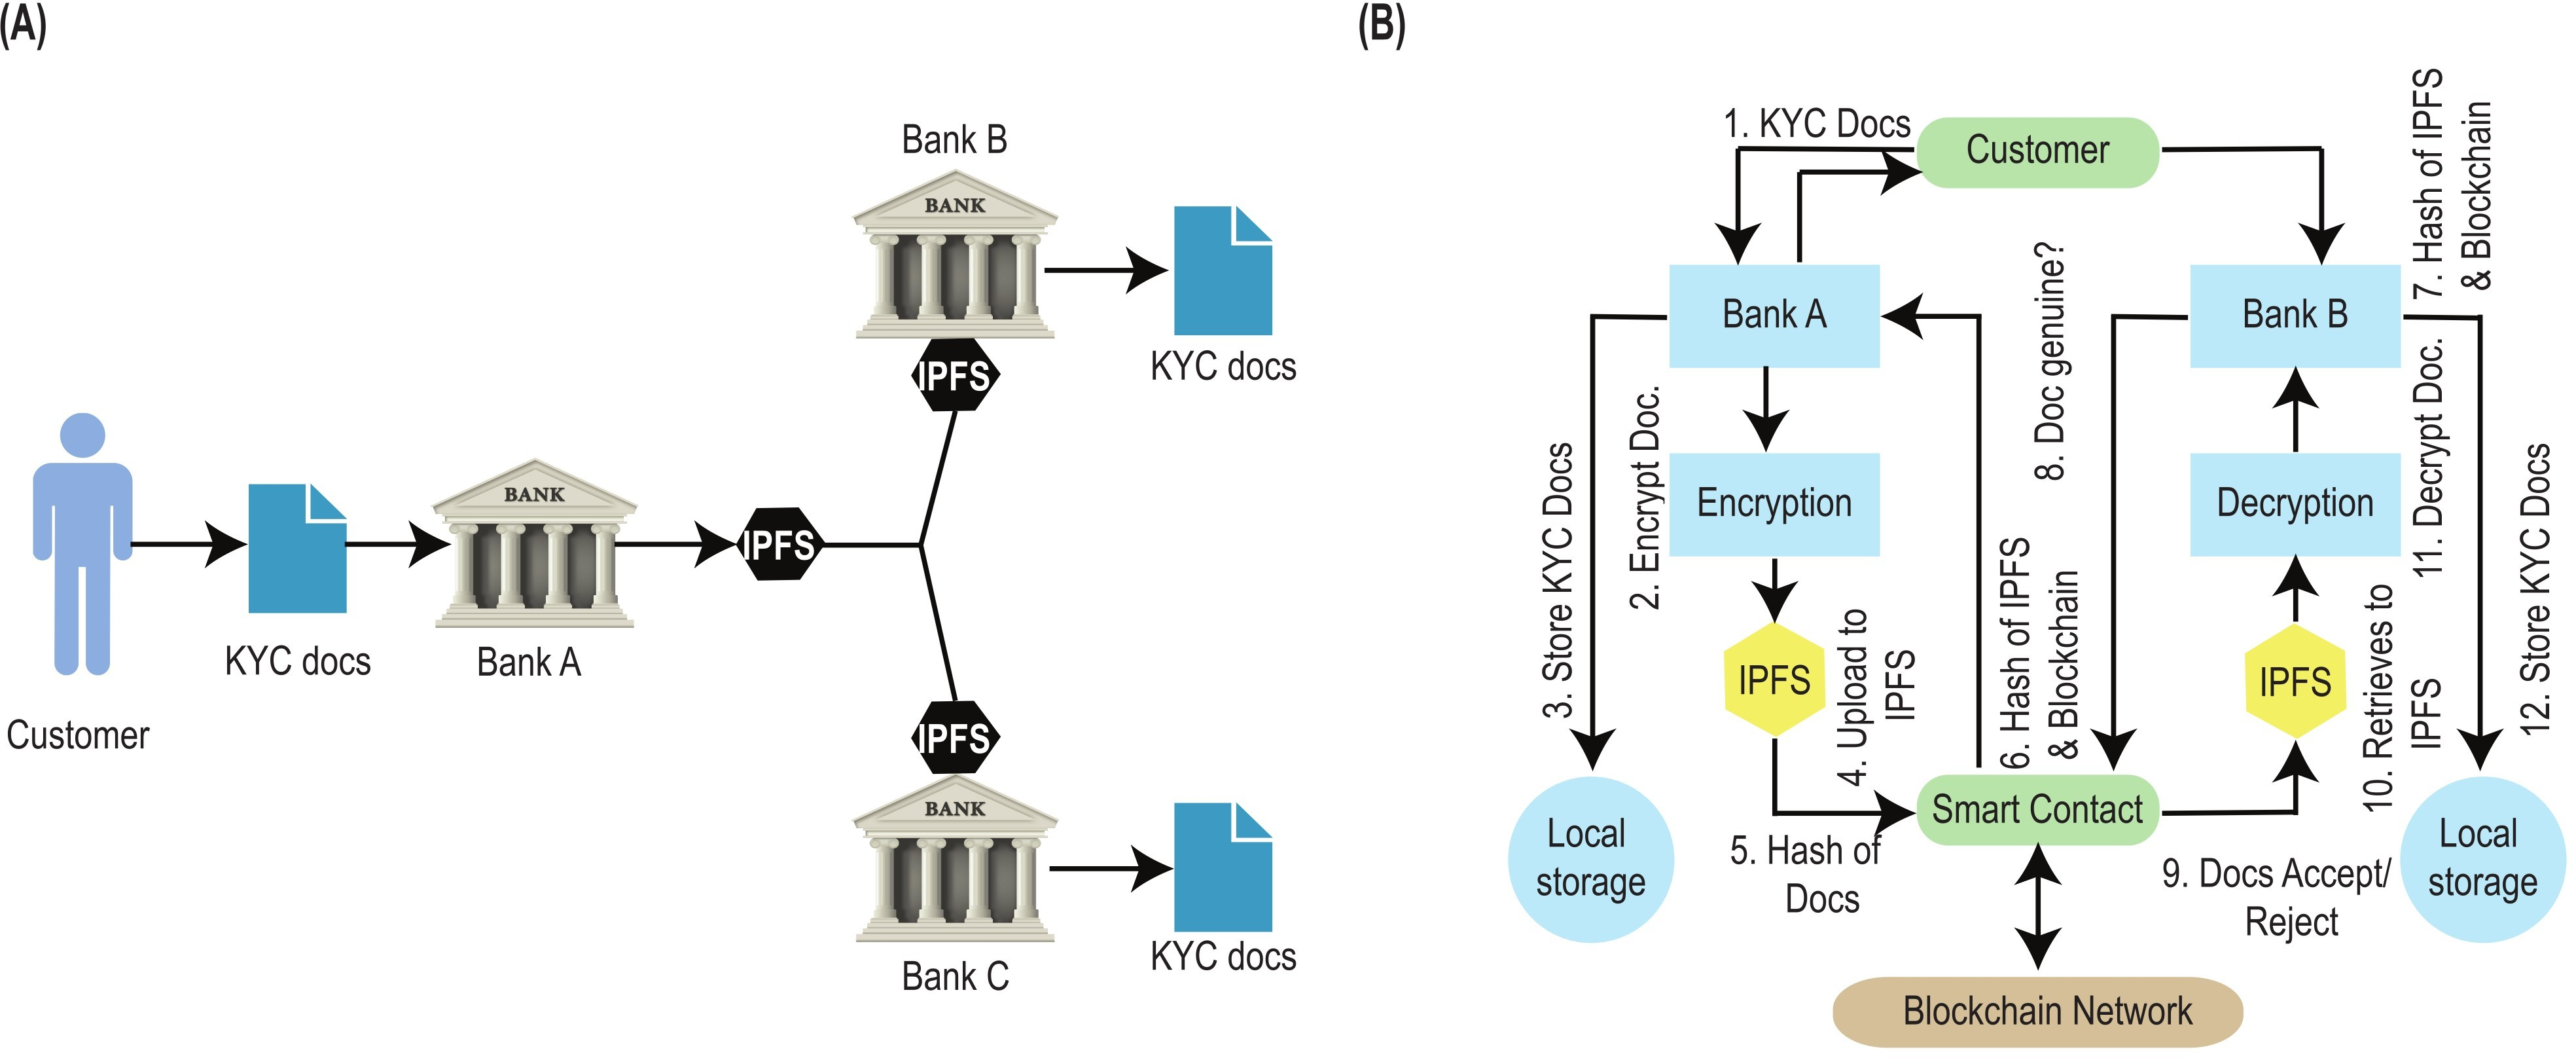 (A)
Bank B
BANK
IPFS
KYC docs
Customer
KYC docs
BANK
Bank A
IPFS
IPFS
BANK
Bank C
KYC docs
(B)
1. KYC Docs
Customer
7. Hash of IPFS
& Blockchain
Bank A
8. Doc genuine?
Bank B
3. Store KYC Docs
2. Encrypt Doc.
Encryption
6. Hash of IPFS
& Blockchain
Decryption
11. Decrypt Doc.
12. Store KYC Docs
IPFS
4. Upload to
IPFS
IPFS
10. Retrieves to
IPFS
Local
storage
5. Hash of
Docs
Smart Contact
9. Docs Accept/
Reject
Local
storage
Blockchain Network